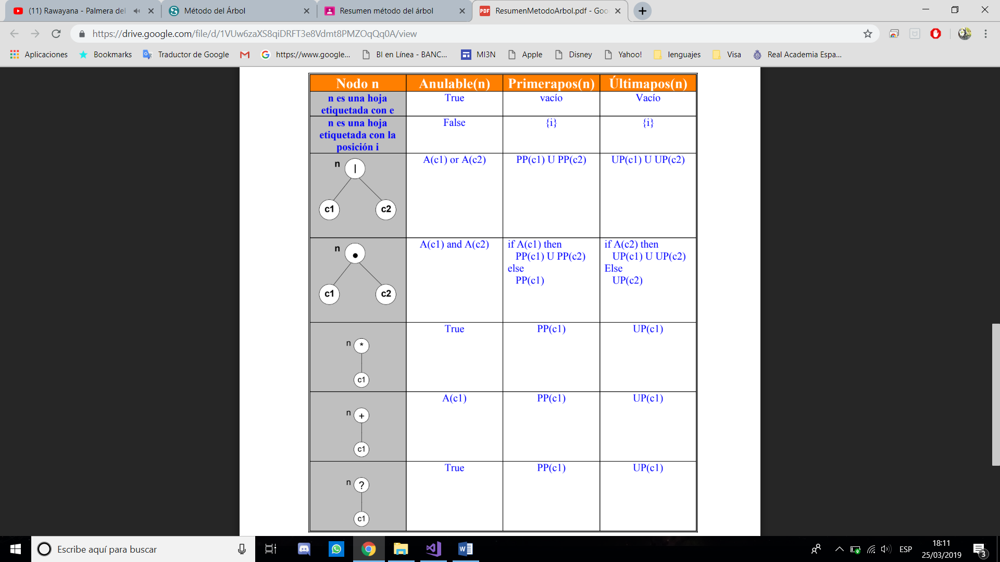 (11) Rawayana - Palmera del
Método del Árbol
Resumen método del árbol
PDF ResumenMetodoArbol.pdf - Goo
https://drive.google.com/file/d/1VUw6zaXS8qiDRFT3e8Vdmt8PMZOqQq0A/view
Aplicaciones Bookmarks Traductor de Google https://www.google... BI en Línea - BANC... MI3N Apple Disney Yahoo! lenguajes Visa Real Academia Espa...
Nodo n Anulable(n) Primerapos(n) Últimapos(n)
n es una hoja True vacío Vacío
etiquetada con e
n es una hoja False {i} {i}
etiquetada con la
posición i
n | A(c1) or A(c2) PP(c1) U PP(c2) UP(c1) U UP(c2)
c1 c2
n • A(c1) and A(c2) if A(c1) then if A(c2) then
PP(c1) U PP(c2) UP(c1) U UP(c2)
else Else
PP(c1) UP(c2)
c1 c2
True PP(c1) UP(c1)
n *
c1
A(c1) PP(c1) UP(c1)
n +
c1
True PP(c1) UP(c1)
n ?
c1
Escribe aquí para buscar
ESP
18:11
25/03/2019
3